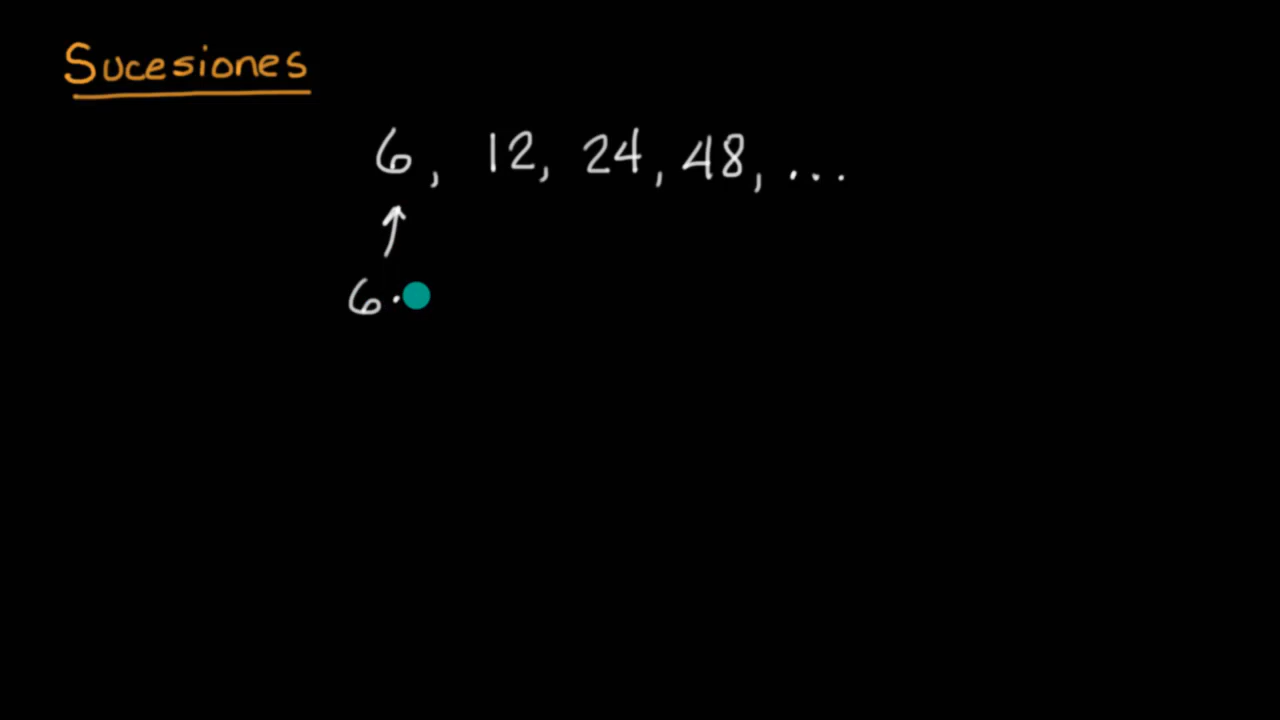 Sucesiones
6, 12, 24, 48, ...
6 ·